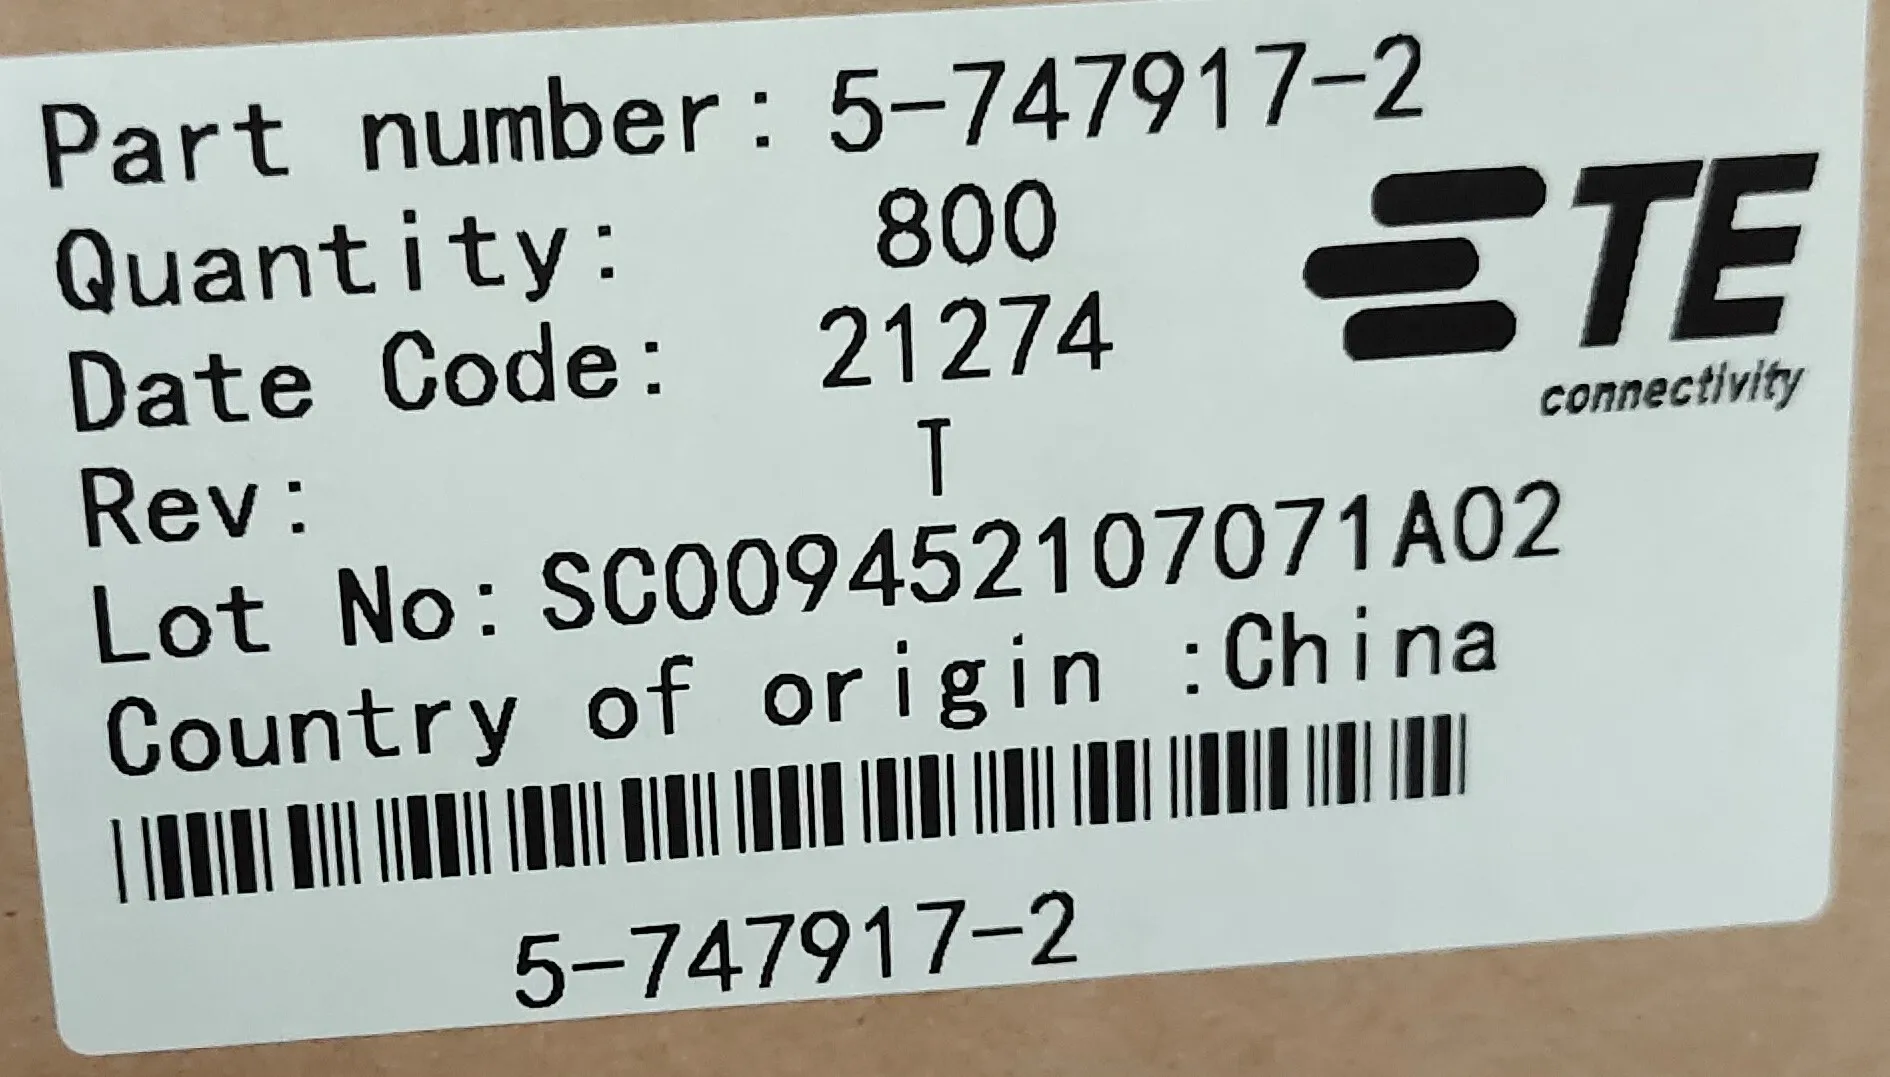 Part number: 5-747917-2
Quantity: 800
Date Code: 21274
Rev: T
Lot No: SC009452107071A02
Country of origin :China
TE
connectivity
5-747917-2